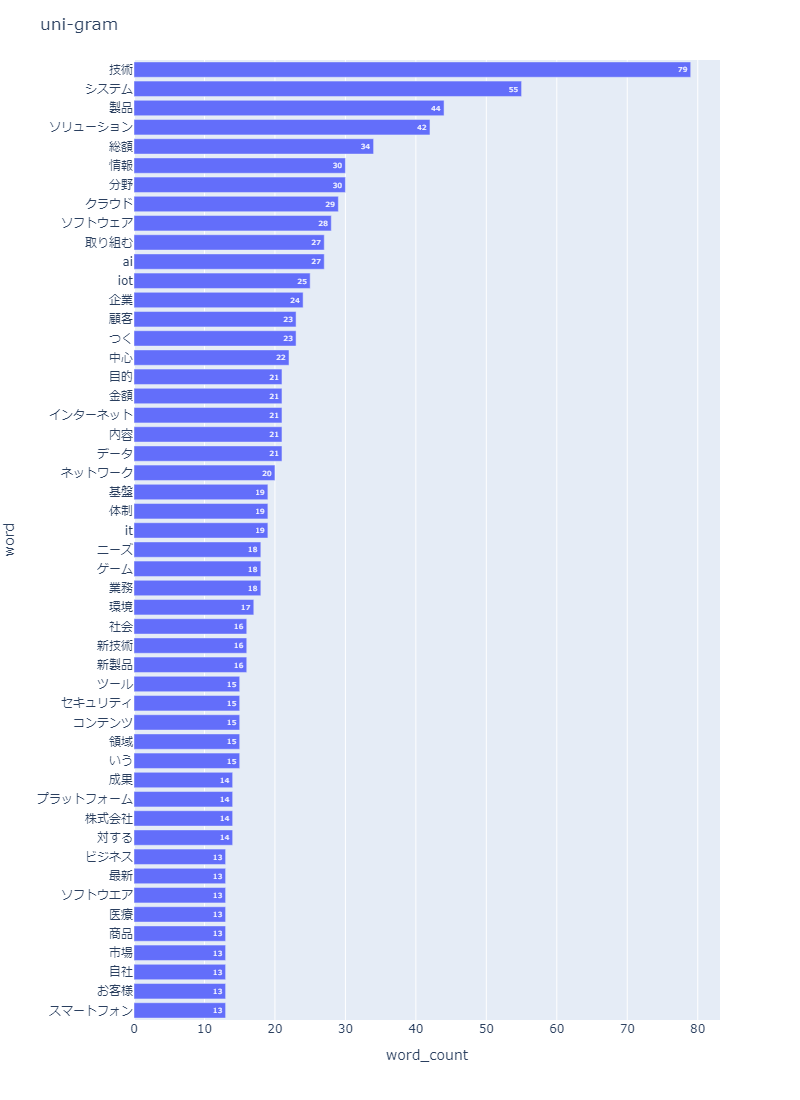 uni-gram
技術 79
システム 55
製品 44
ソリューション 42
総額 34
情報 30
分野 30
クラウド 29
ソフトウェア 28
取り組む 27
ai 27
iot 25
企業 24
顧客 23
つく 23
中心 22
目的 21
金額 21
インターネット 21
内容 21
データ 21
ネットワーク 20
基盤 19
体制 19
it 19
ニーズ 18
ゲーム 18
業務 18
環境 17
社会 16
新技術 16
新製品 16
ツール 15
セキュリティ 15
コンテンツ 15
領域 15
いう 15
成果 14
プラットフォーム 14
株式会社 14
対する 14
ビジネス 13
最新 13
ソフトウエア 13
医療 13
商品 13
市場 13
自社 13
お客様 13
スマートフォン 13
0 10 20 30 40 50 60 70 80
word_count
word